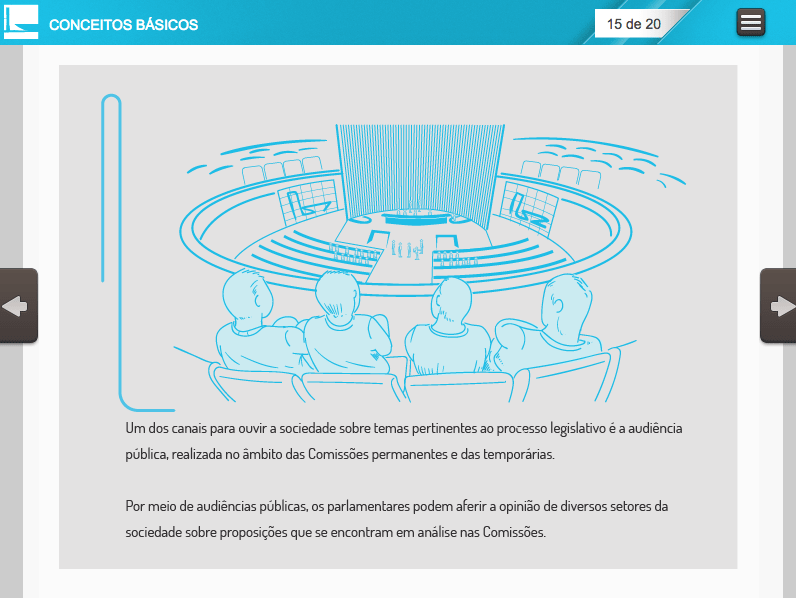 CONCEITOS BÁSICOS
15 de 20
Um dos canais para ouvir a sociedade sobre temas pertinentes ao processo legislativo é a audiência
pública, realizada no âmbito das Comissões permanentes e das temporárias.
Por meio de audiências públicas, os parlamentares podem aferir a opinião de diversos setores da
sociedade sobre proposições que se encontram em análise nas Comissões.